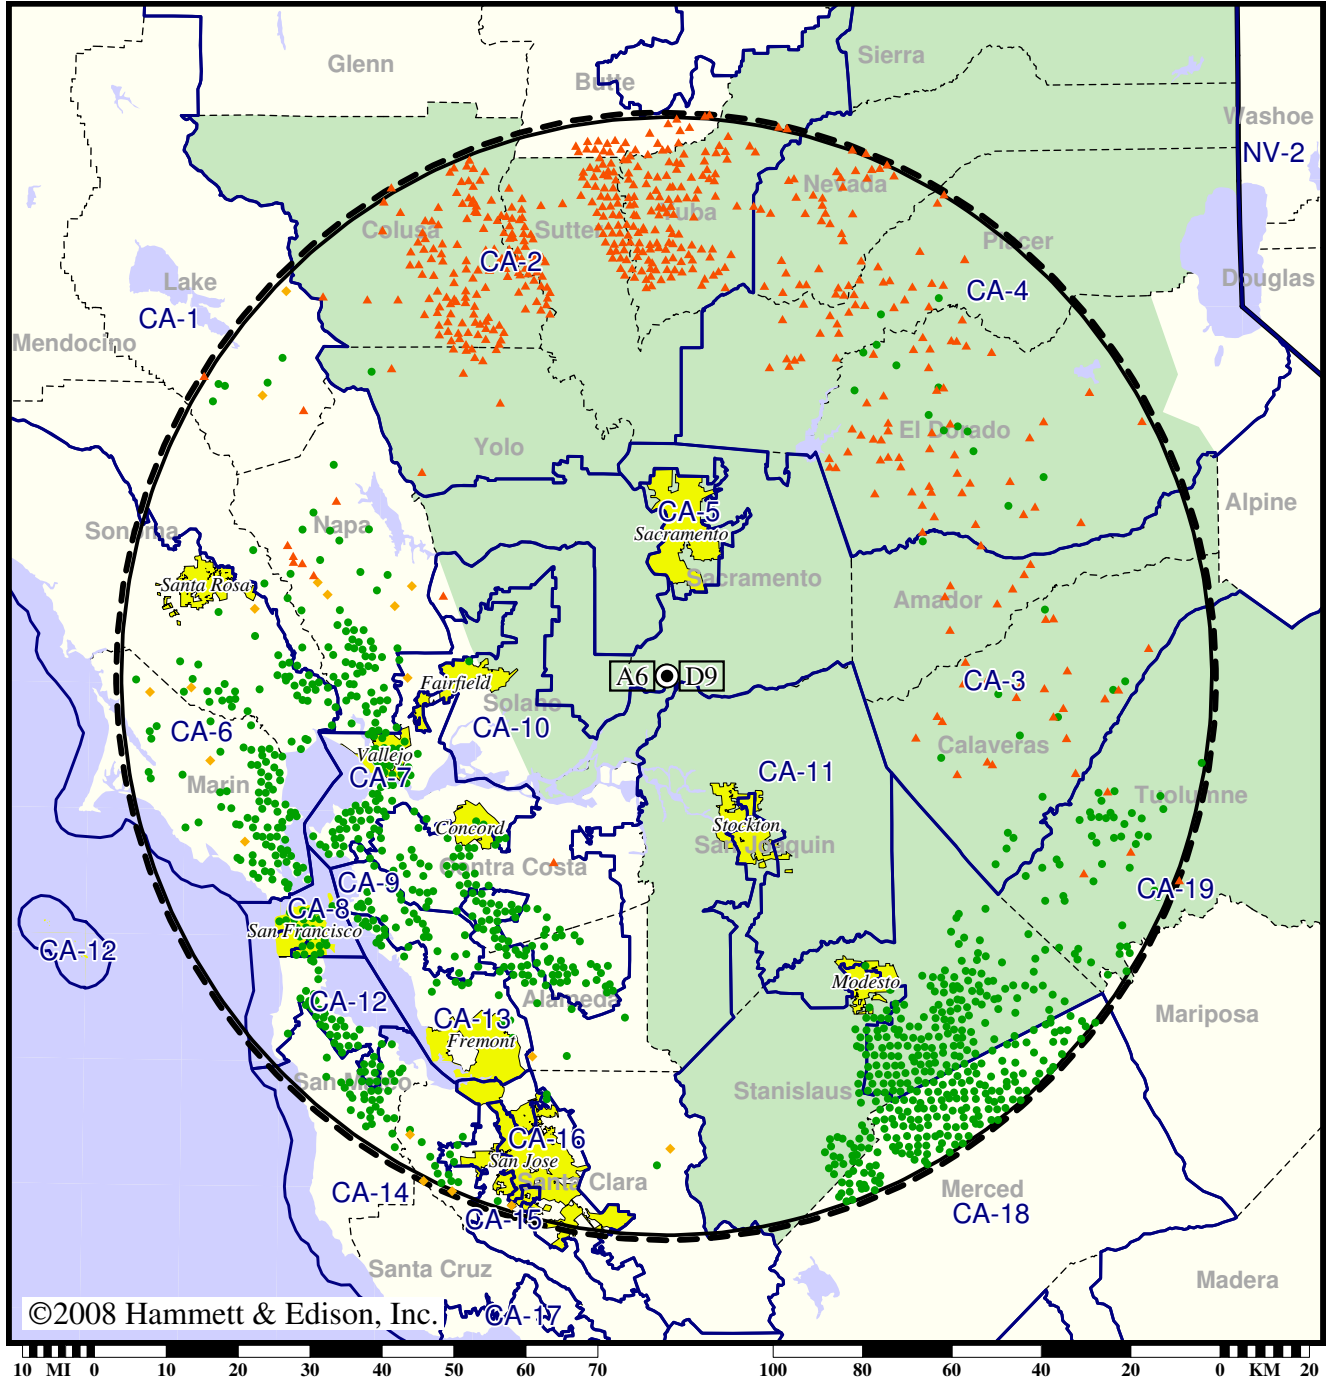 Glenn
Sierra
Butte
Washoe
NV-2
Nevada
Yuba
Colusa
Sutter
Placer
CA-2
Lake
Douglas
CA-4
CA-1
Mendocino
El Dorado
Yolo
Alpine
CA-5
Sonoma
Napa
Sacramento
Santa Rosa
Sacramento
Amador
A6 D9
Fairfield
CA-3
Solano
CA-6
CA-10
Calaveras
Vallejo
CA-7
CA-11
Marin
Tuolumne
Concord
Stockton
San Joaquin
Contra Costa
CA-9
CA-19
CA-8
San Francisco
CA-12
Modesto
CA-12
Alameda
Mariposa
CA-13
Fremont
San Mateo
Stanislaus
CA-16
San Jose
Santa Clara
CA-14
Merced
CA-18
CA-15
Santa Cruz
Madera
©2008 Hammett & Edison, Inc.
CA-17
10 MI 0 10 20 30 40 50 60 70 100 80 60 40 20 0 KM 20